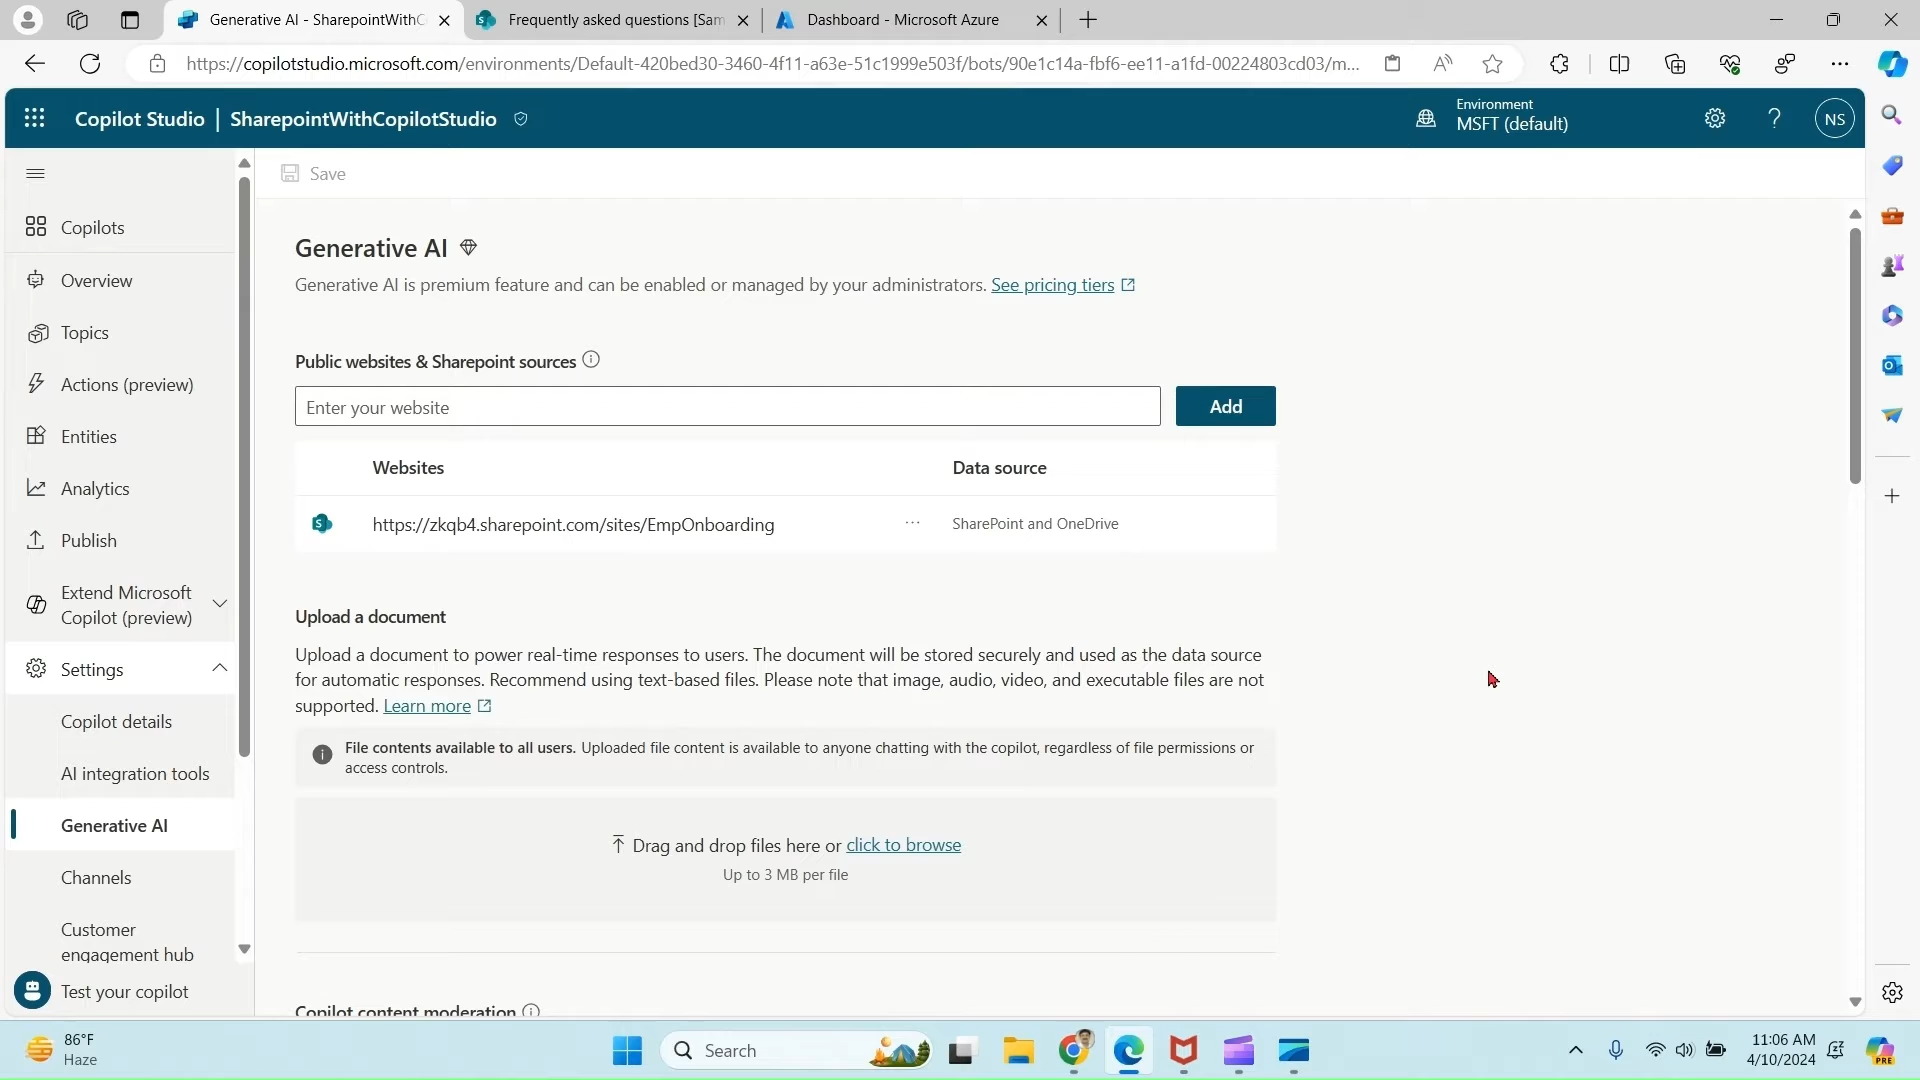 Generative AI - SharepointWithC
Frequently asked questions [Sam
Dashboard - Microsoft Azure
https://copilotstudio.microsoft.com/environments/Default-420bed30-3460-4f11-a63e-51c1999e503f/bots/90e1c14a-fbf6-ee11-a1fd-00224803cd03/m...
Copilot Studio | SharepointWithCopilotStudio
Environment
MSFT (default)
?
NS
Save
Copilots
Overview
Topics
Actions (preview)
Entities
Analytics
Publish
Extend Microsoft
Copilot (preview)
Settings
Copilot details
AI integration tools
Generative AI
Channels
Customer
engagement hub
Test your copilot
Generative AI
Generative AI is premium feature and can be enabled or managed by your administrators. See pricing tiers
Public websites & Sharepoint sources
Enter your website
Add
Websites
Data source
https://zkqb4.sharepoint.com/sites/EmpOnboarding
...
SharePoint and OneDrive
Upload a document
Upload a document to power real-time responses to users. The document will be stored securely and used as the data source
for automatic responses. Recommend using text-based files. Please note that image, audio, video, and executable files are not
supported. Learn more
File contents available to all users. Uploaded file content is available to anyone chatting with the copilot, regardless of file permissions or
access controls.
Drag and drop files here or click to browse
Up to 3 MB per file
Copilot content moderation
86°F
Haze
Search
11:06 AM
4/10/2024
PRE